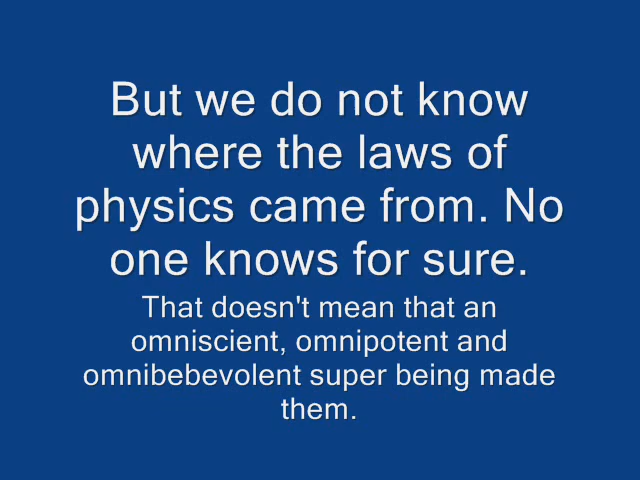 But we do not know
where the laws of
physics came from. No
one knows for sure.
That doesn't mean that an
omniscient, omnipotent and
omnibebevolent super being made
them.